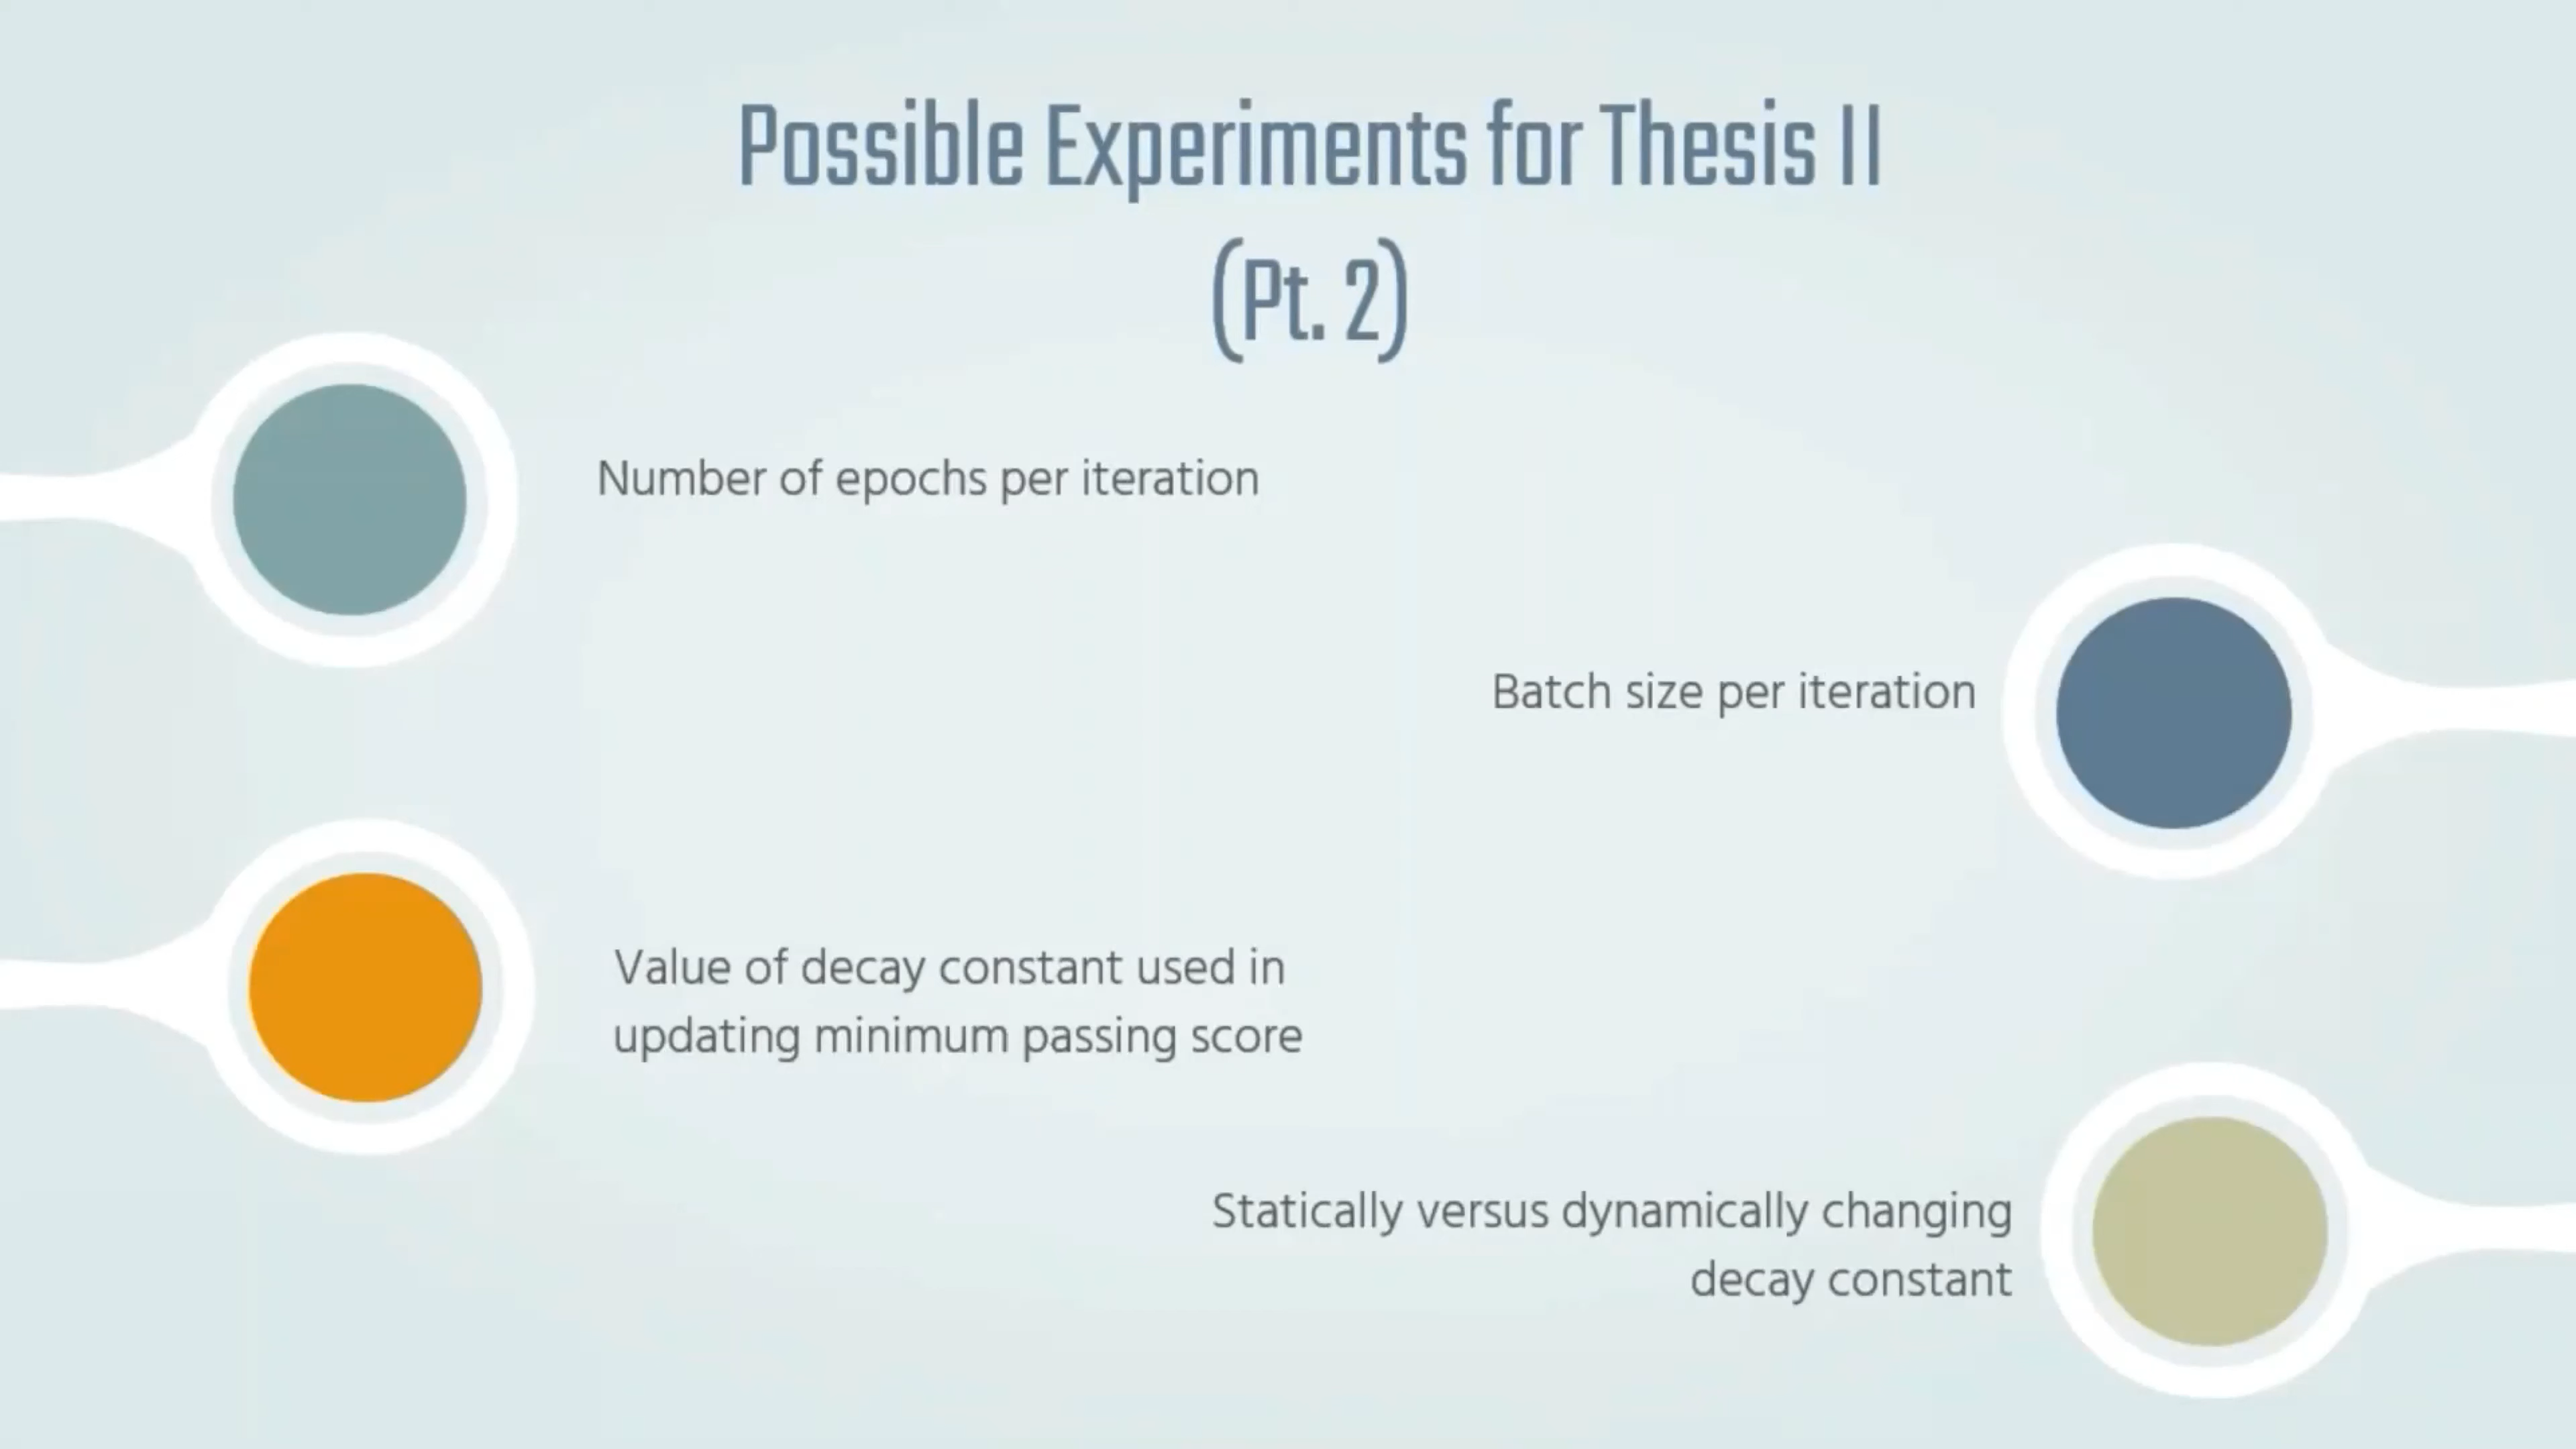 Possible Experiments for Thesis II
(Pt. 2)
Number of epochs per iteration
Batch size per iteration
Value of decay constant used in
updating minimum passing score
Statically versus dynamically changing
decay constant